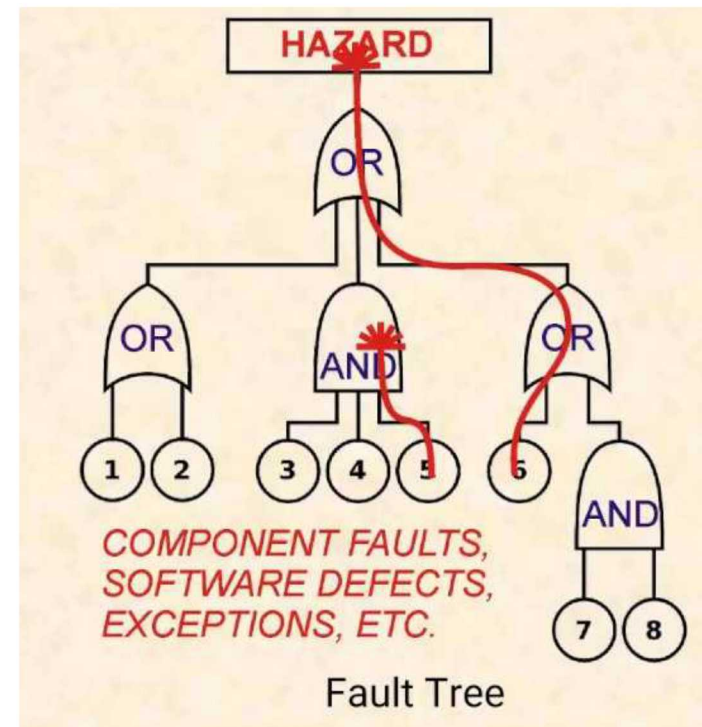 HAZARD
OR
OR
AND
OR
1 2 3 4 5 6
AND
COMPONENT FAULTS,
SOFTWARE DEFECTS,
EXCEPTIONS, ETC.
7 8
Fault Tree